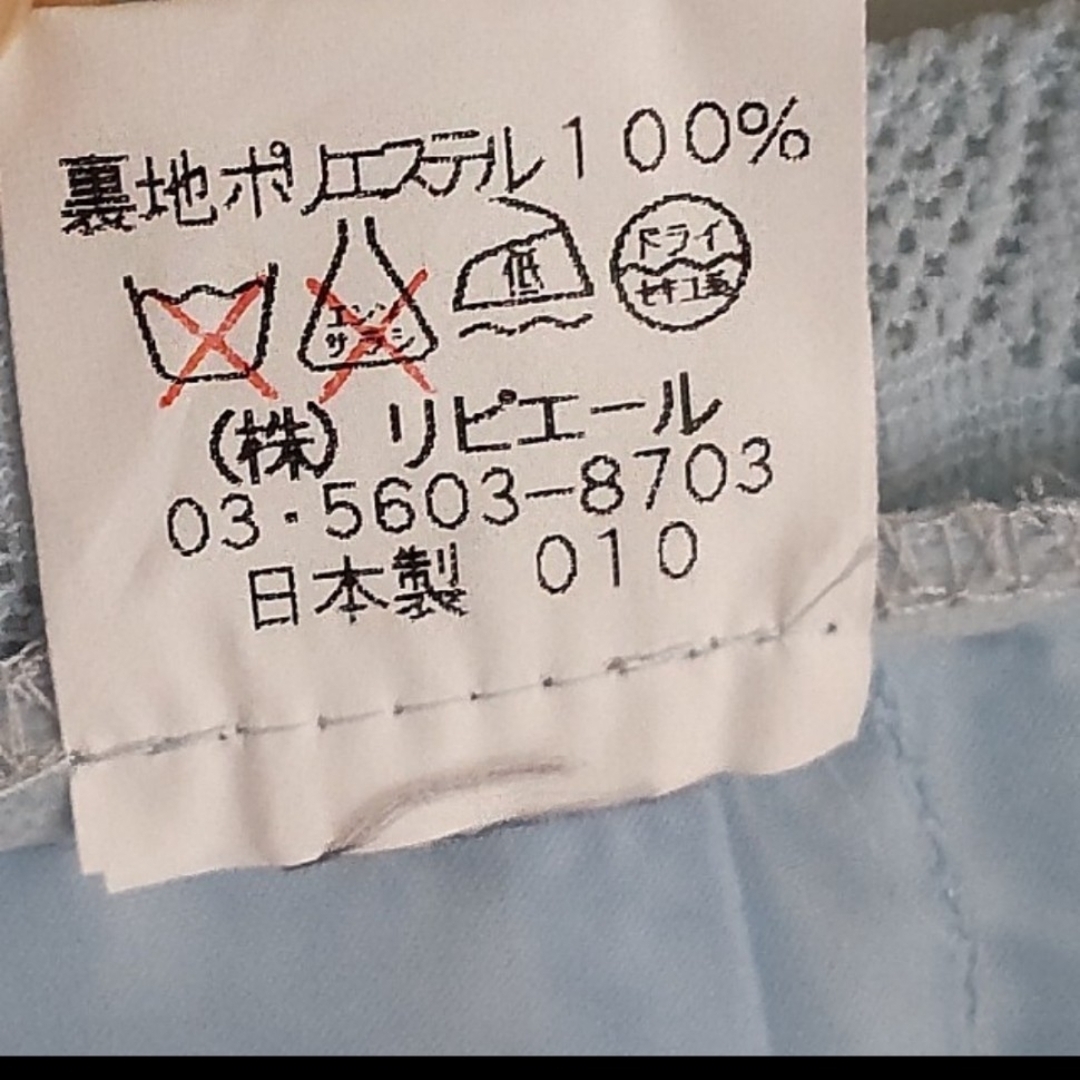 裏地ポリエステル100%
エンソ
サラシ
低
ドライ
セキユ系
(株)リピエール
03・5603-8703
日本製 010